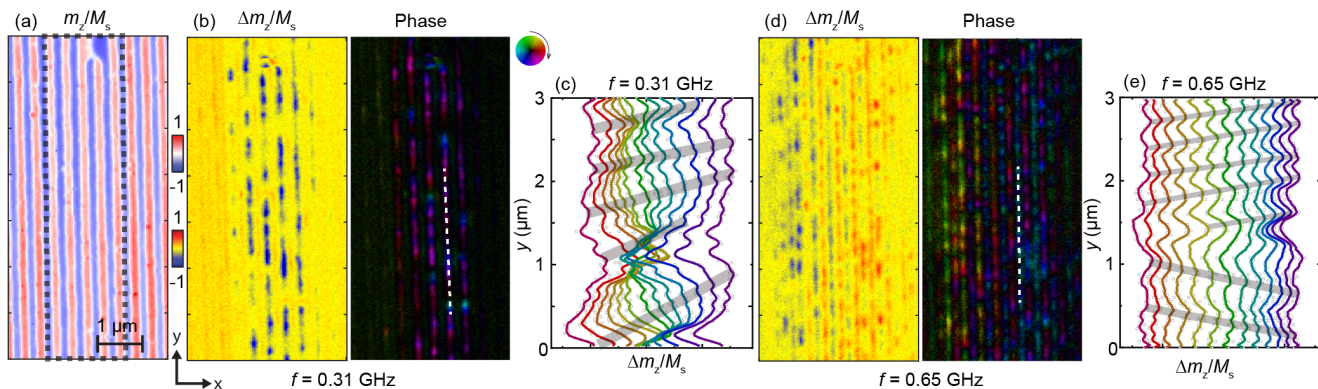 (a) m_z/M_s
(b) Δm_z/M_s
Phase
(c) f = 0.31 GHz
(d) Δm_z/M_s
Phase
(e) f = 0.65 GHz
1
-1
1
-1
1 μm
y
x
f = 0.31 GHz
3
2
1
0
y (μm)
Δm_z/M_s
f = 0.65 GHz
3
2
1
0
y (μm)
Δm_z/M_s